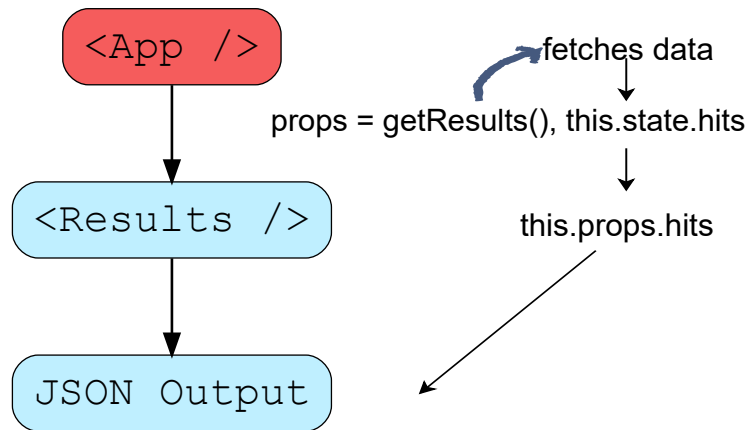 <App />
fetches data
props = getResults(), this.state.hits
<Results />
this.props.hits
JSON Output